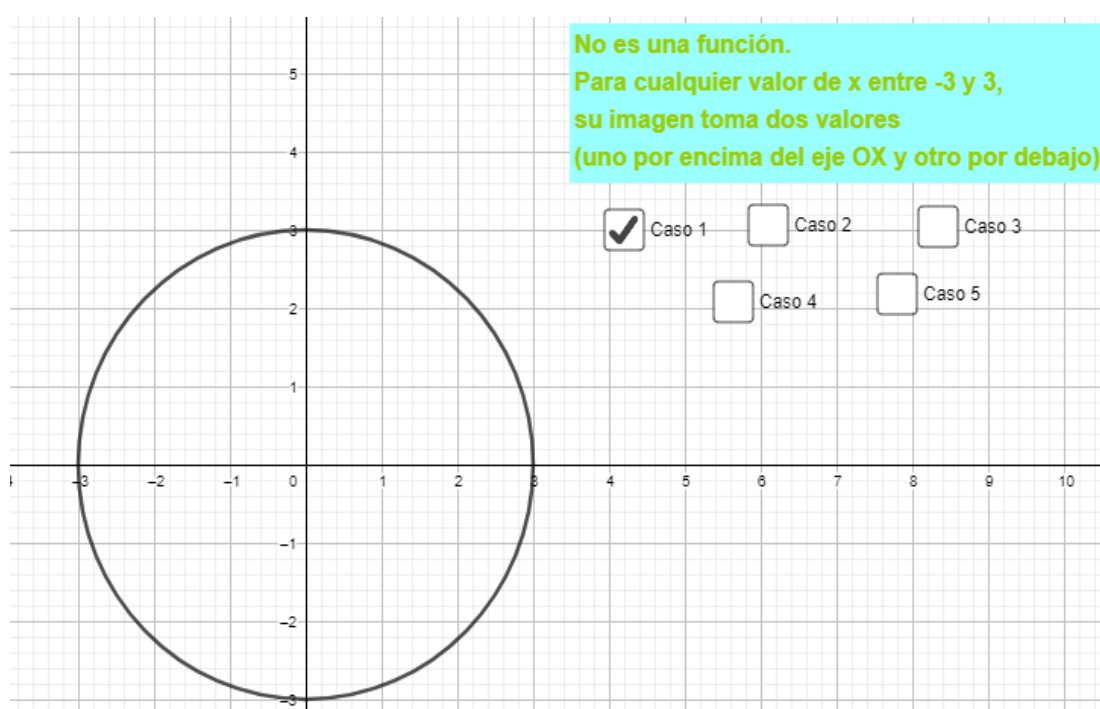 No es una función.
Para cualquier valor de x entre -3 y 3,
su imagen toma dos valores
(uno por encima del eje OX y otro por debajo)
Caso 1
Caso 2
Caso 3
Caso 4
Caso 5
5
4
3
2
1
–3 –2 –1 0 1 2 3 4 5 6 7 8 9 10
–1
–2
–3